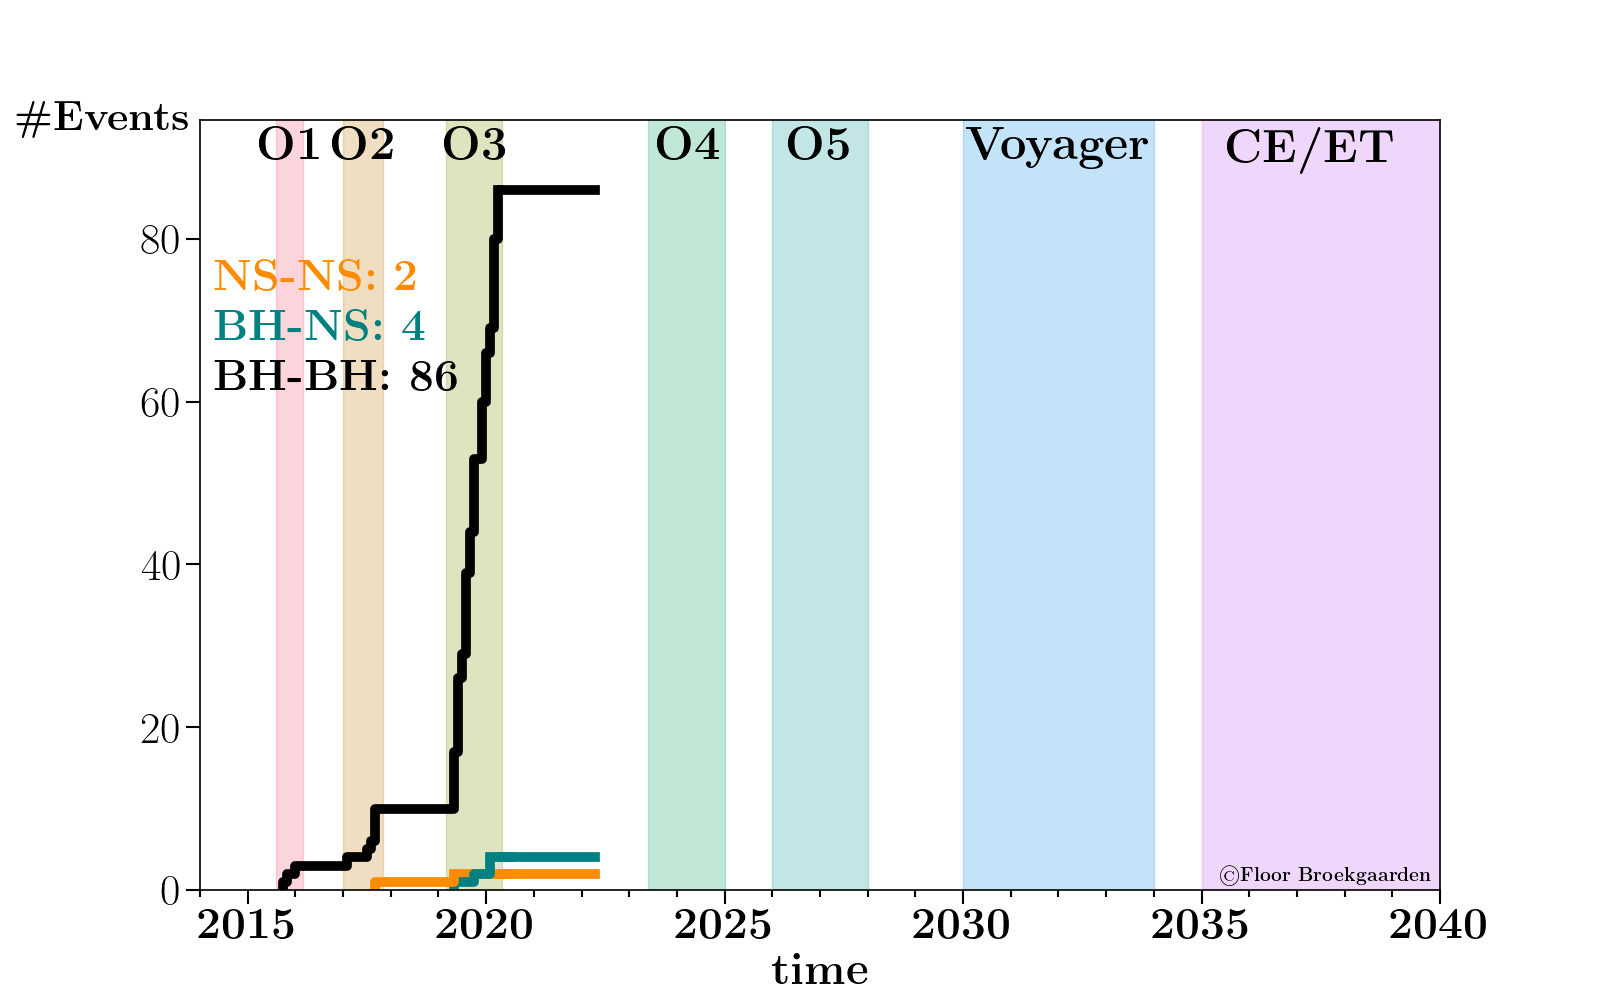 #Events
O1 O2 O3 O4 O5 Voyager CE/ET
80
NS-NS: 2
BH-NS: 4
BH-BH: 86
60
40
20
©Floor Broekgaarden
0
2015 2020 2025 2030 2035 2040
time